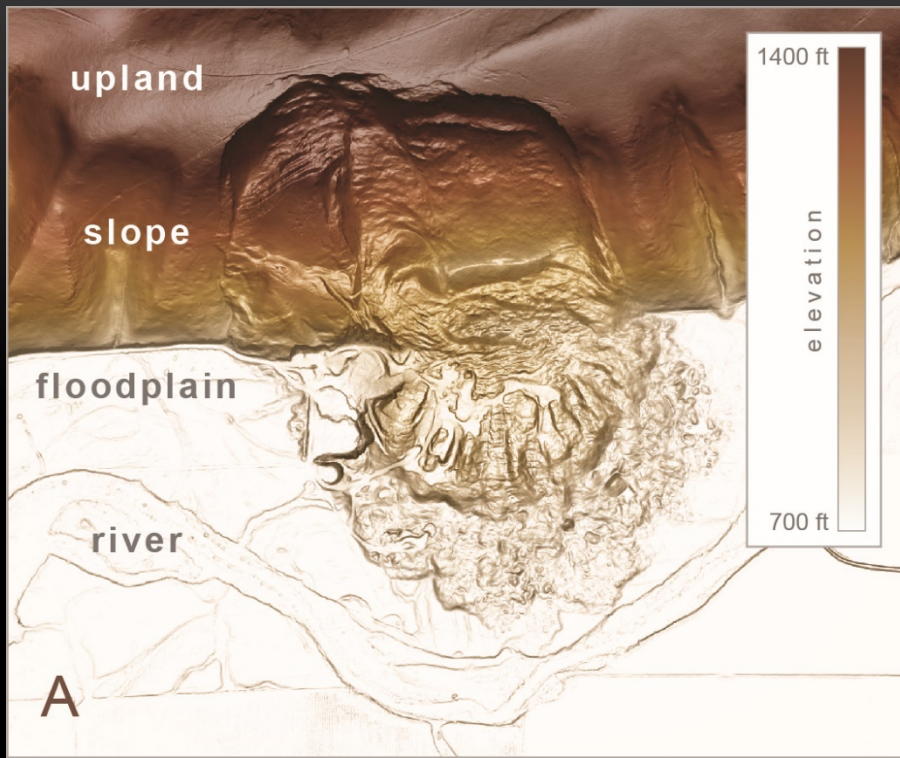 upland
1400 ft
slope
elevation
floodplain
700 ft
river
A